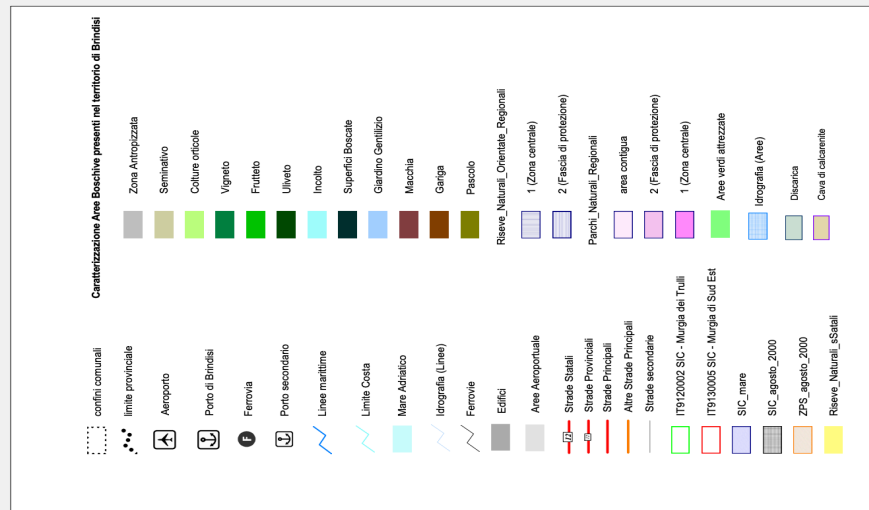 Caratterizzazione Aree Boschive presenti nel territorio di Brindisi
Zona Antropizzata
Seminativo
Colture orticole
Vigneto
Frutteto
Uliveto
Incolto
Superfici Boscate
Giardino Gentilizio
Macchia
Gariga
Pascolo
Riseve_Naturali_Orientate_Regionali
1 (Zona centrale)
2 (Fascia di protezione)
Parchi_Naturali_Regionali
area contigua
2 (Fascia di protezione)
1 (Zona centrale)
Aree verdi attrezzate
Idrografia (Aree)
Discarica
Cava di calcarenite
confini comunali
limite provinciale
Aeroporto
Porto di Brindisi
F Ferrovia
Porto secondario
Linee marittime
Limite Costa
Mare Adriatico
Idrografia (Linee)
Ferrovie
Edifici
Aree Aeroportuale
Strade Statali
Strade Provinciali
Strade Principali
Altre Strade Principali
Strade secondarie
IT9120002 SIC - Murgia dei Trulli
IT9130005 SIC - Murgia di Sud Est
SIC_mare
SIC_agosto_2000
ZPS_agosto_2000
Riseve_Naturali_sSatali